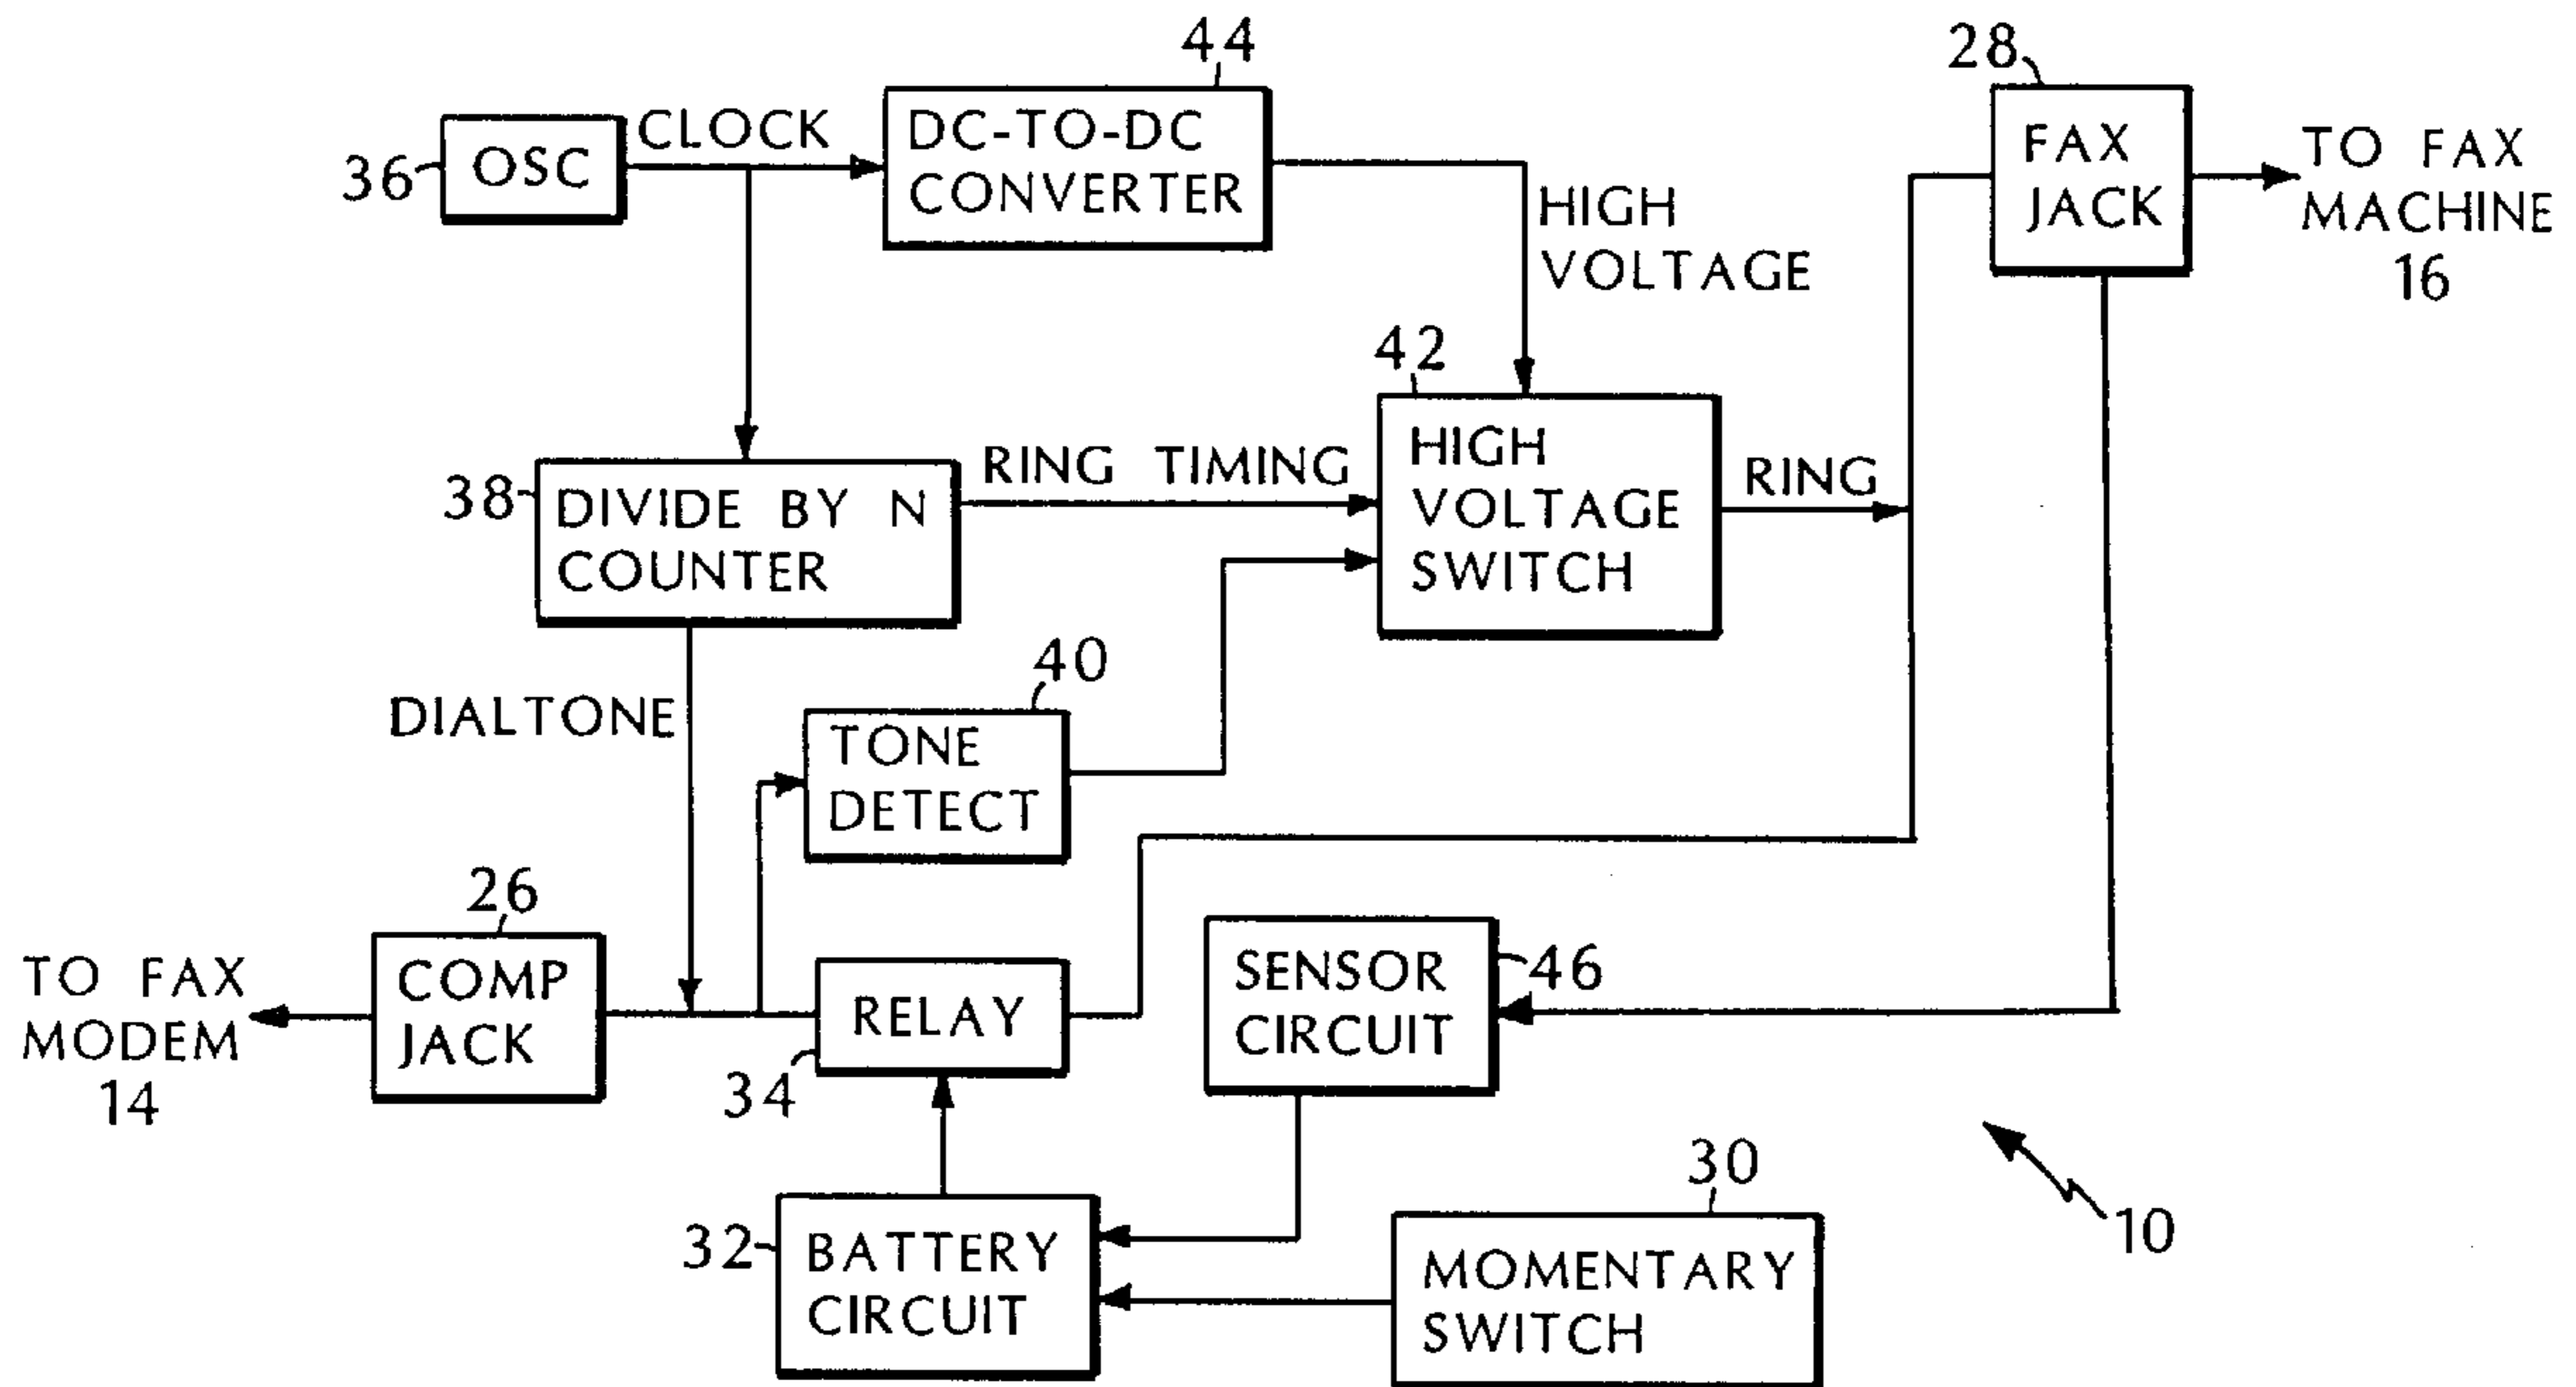 44
28
CLOCK
DC-TO-DC
CONVERTER
36
OSC
FAX
JACK
TO FAX
MACHINE
16
HIGH
VOLTAGE
42
38
DIVIDE BY N
COUNTER
RING TIMING
HIGH
VOLTAGE
SWITCH
RING
40
DIALTONE
TONE
DETECT
26
TO FAX
MODEM
14
COMP
JACK
RELAY
34
SENSOR
CIRCUIT
46
30
10
32
BATTERY
CIRCUIT
MOMENTARY
SWITCH